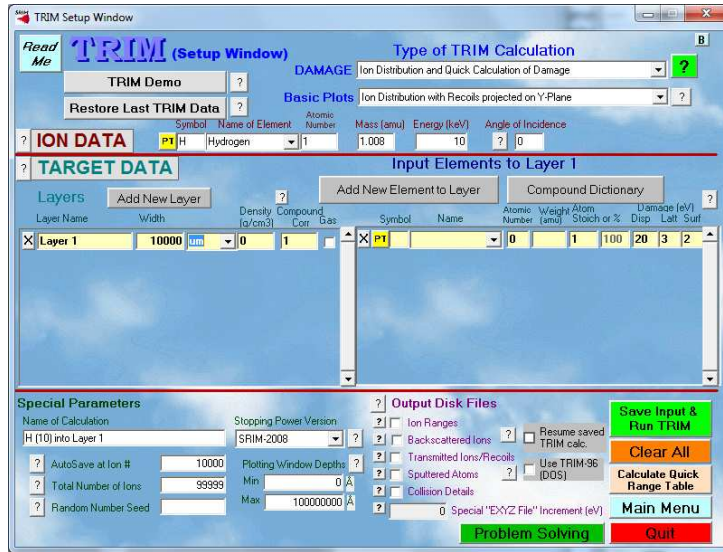 TRIM Setup Window
Read Me
B
TRIM (Setup Window)
Type of TRIM Calculation
TRIM Demo ?
DAMAGE Ion Distribution and Quick Calculation of Damage ?
Restore Last TRIM Data ?
Basic Plots Ion Distribution with Recoils projected on Y-Plane ?
Symbol Name of Element Atomic Number Mass (amu) Energy (keV) Angle of Incidence
? ION DATA PT H Hydrogen 1 1.008 10 ? 0
? TARGET DATA
Input Elements to Layer 1
Layers Add New Layer ?
Add New Element to Layer Compound Dictionary ?
Layer Name Width Density (g/cm3) Compound Corr Gas
Symbol Name Atomic Number Weight (amu) Atom Stoich or % Damage (eV) Disp Latt Surf
X Layer 1 10000 um 0 1
X PT 0 1 100 20 3 2
Special Parameters
Name of Calculation
H (10) into Layer 1
Stopping Power Version
SRIM-2008 ?
? AutoSave at Ion # 10000
? Total Number of Ions 99999
? Random Number Seed
Plotting Window Depths ?
Min 0 Å
Max 100000000 Å
? Output Disk Files
? Ion Ranges
? Backscattered Ions
? Transmitted Ions/Recoils
? Sputtered Atoms
? Collision Details
0 Special "EXYZ File" Increment (eV)
? Resume saved TRIM calc.
? Use TRIM-96 (DOS)
Save Input & Run TRIM
Clear All
Calculate Quick Range Table
Main Menu
Problem Solving
Quit